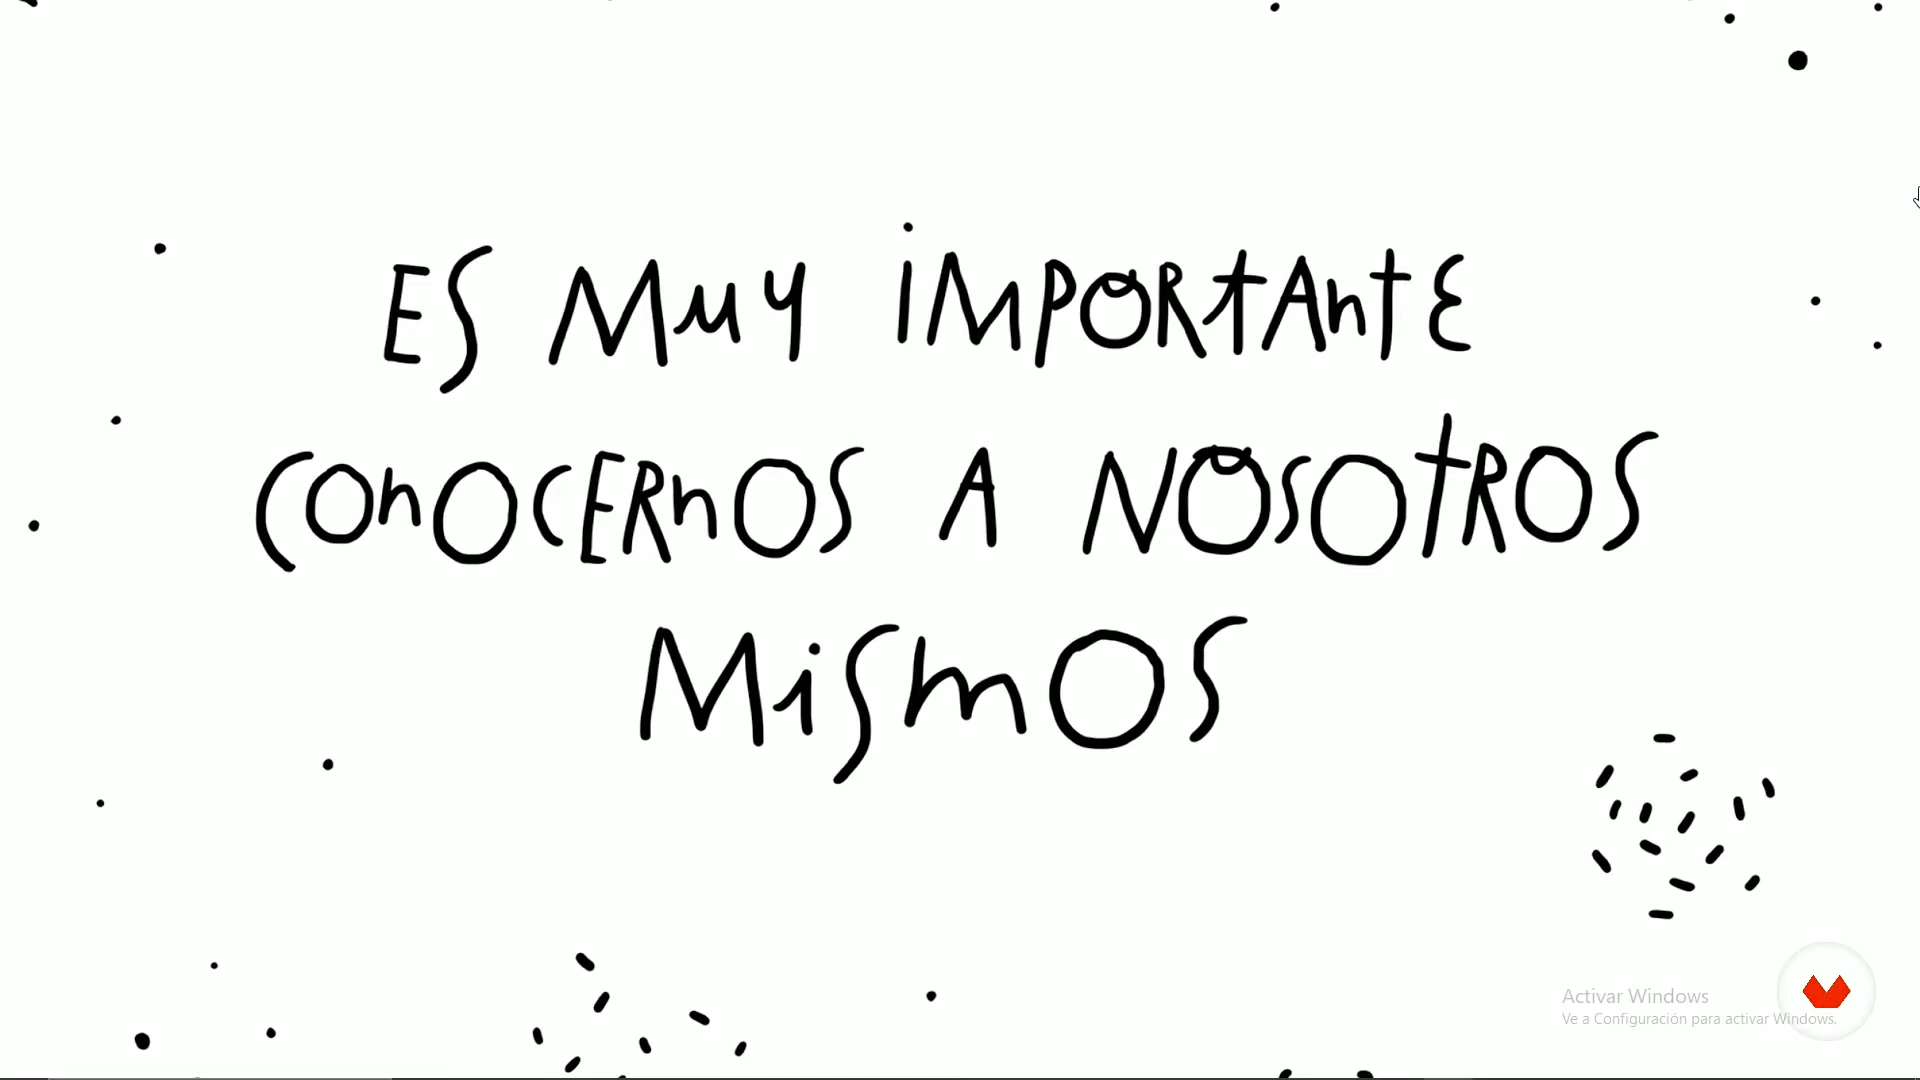 ES MUY IMPORTANTE
CONOCERNOS A NOSOTROS
MISMOS
Activar Windows
Ve a Configuración para activar Windows.